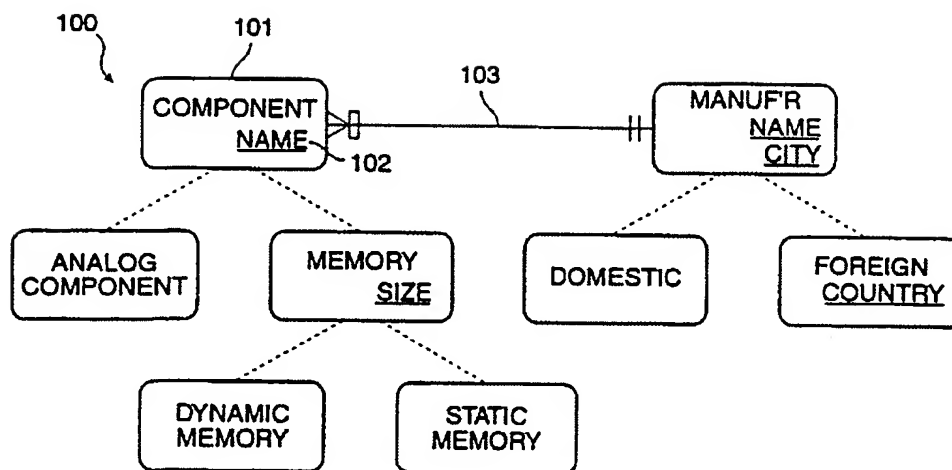 100
101
103
COMPONENT
NAME
102
MANUF'R
NAME
CITY
ANALOG
COMPONENT
MEMORY
SIZE
DOMESTIC
FOREIGN
COUNTRY
DYNAMIC
MEMORY
STATIC
MEMORY